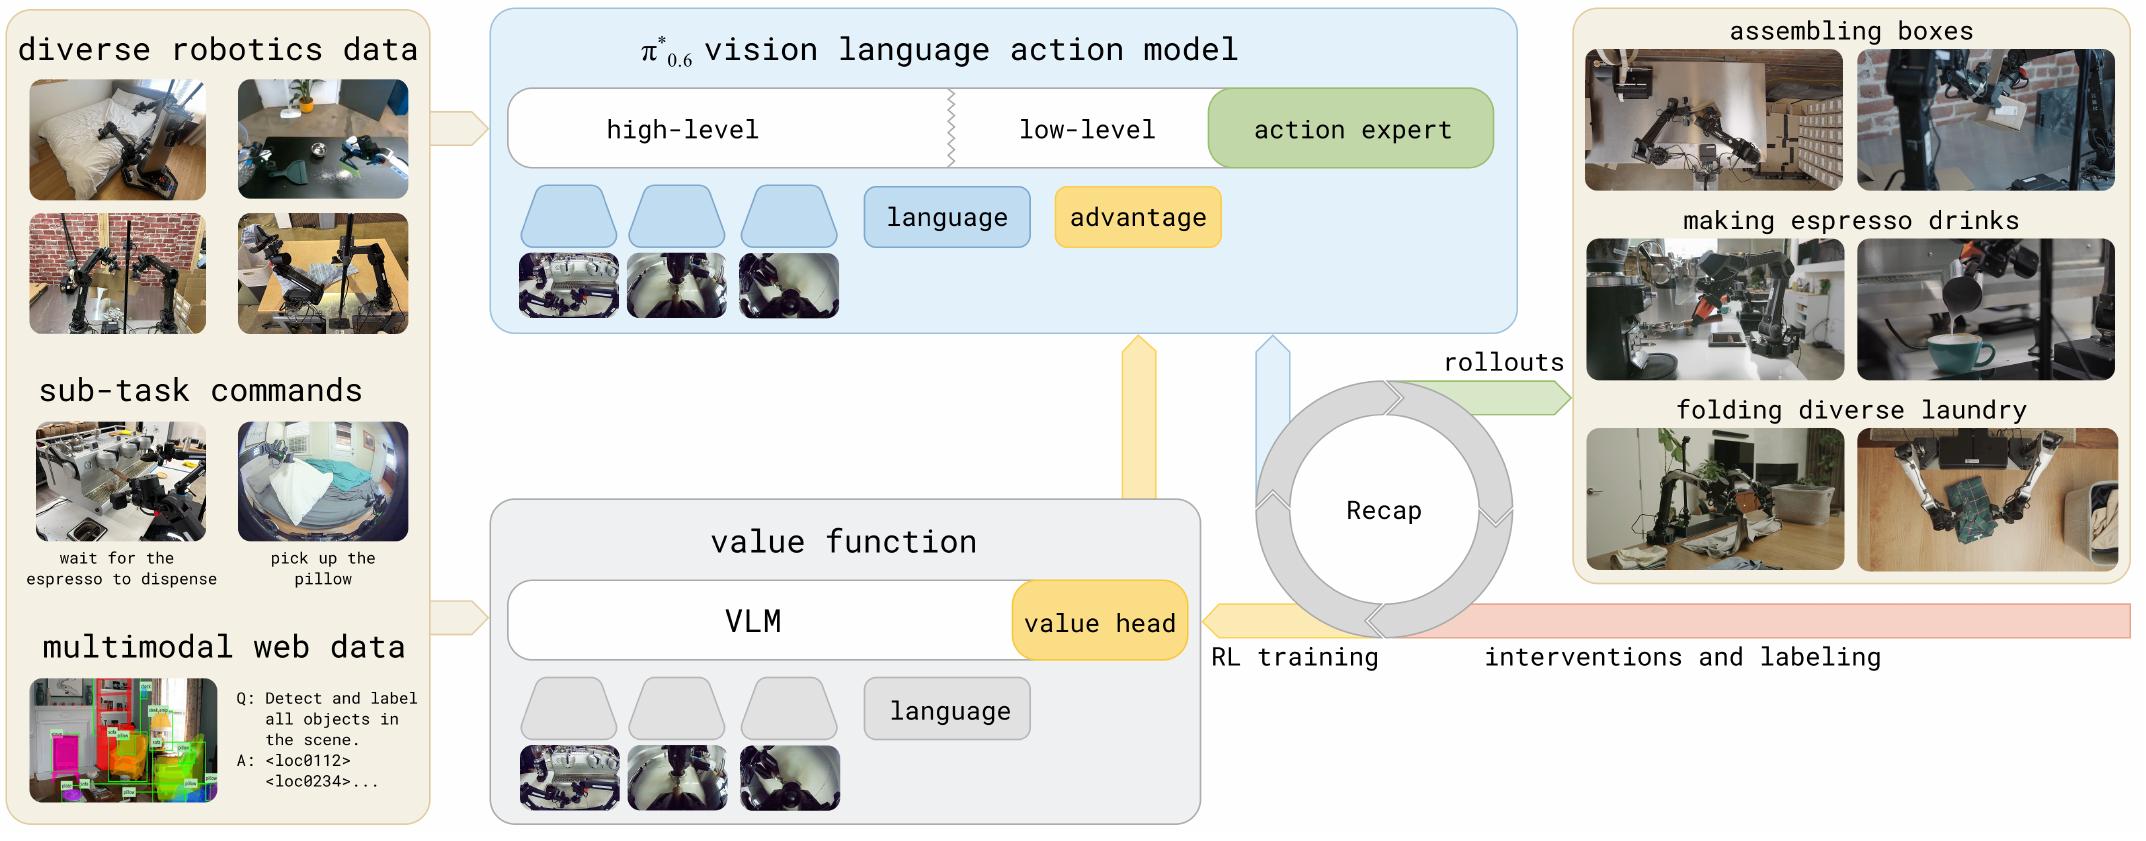 diverse robotics data
sub-task commands
wait for the
espresso to dispense
pick up the
pillow
multimodal web data
Q: Detect and label
all objects in
the scene.
A: <loc0112>
<loc0234>...
π*0.6 vision language action model
high-level
low-level
action expert
language
advantage
value function
VLM
value head
language
Recap
rollouts
RL training
interventions and labeling
assembling boxes
making espresso drinks
folding diverse laundry